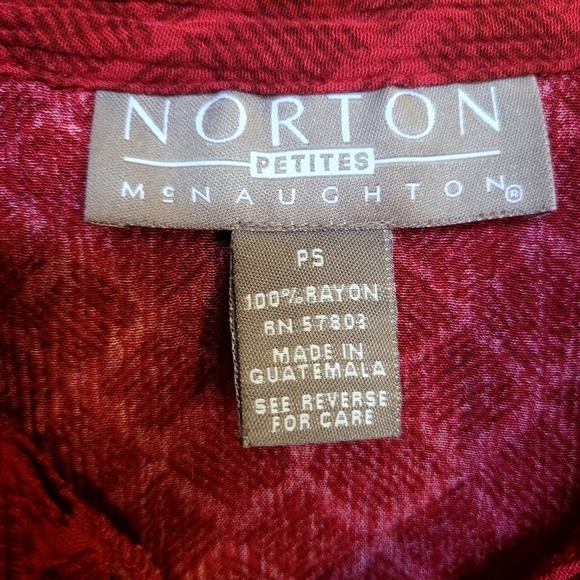 NORTON
PETITES
McNAUGHTON®
PS
100% RAYON
RN 57803
MADE IN
GUATEMALA
SEE REVERSE
FOR CARE